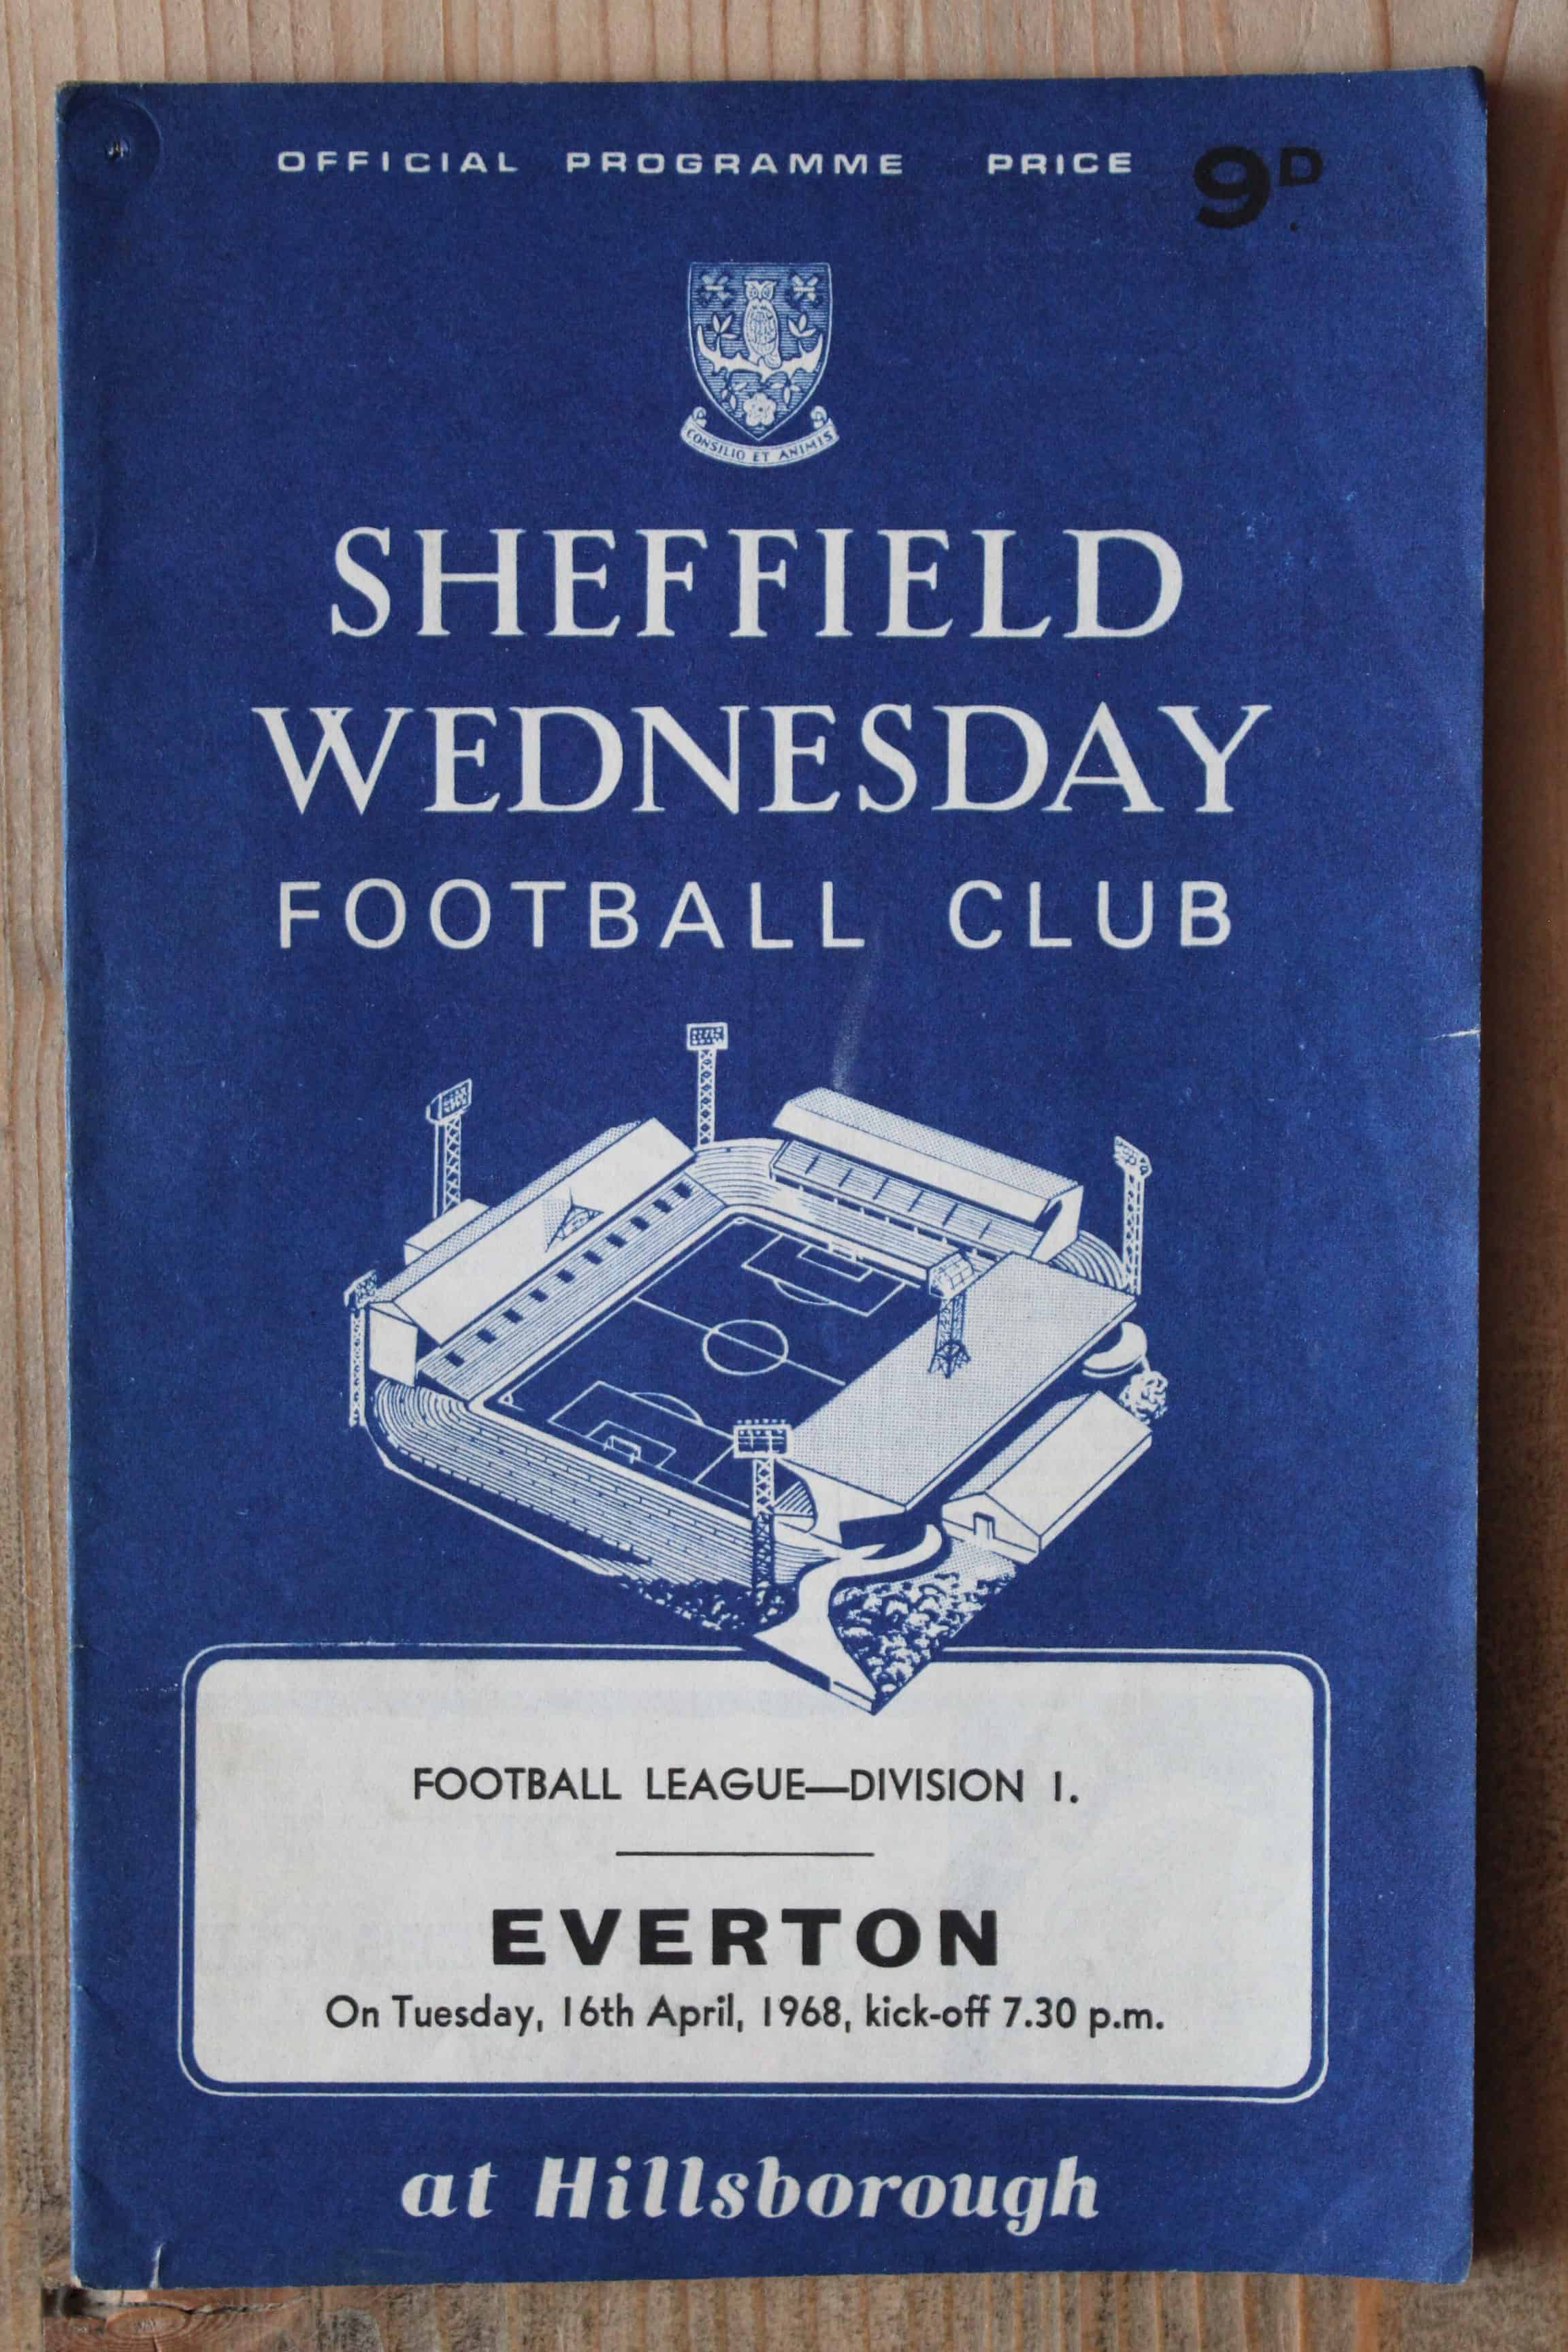 OFFICIAL PROGRAMME PRICE 9D.
CONSILIO ET ANIMIS
SHEFFIELD
WEDNESDAY
FOOTBALL CLUB
FOOTBALL LEAGUE—DIVISION 1.
EVERTON
On Tuesday, 16th April, 1968, kick-off 7.30 p.m.
at Hillsborough